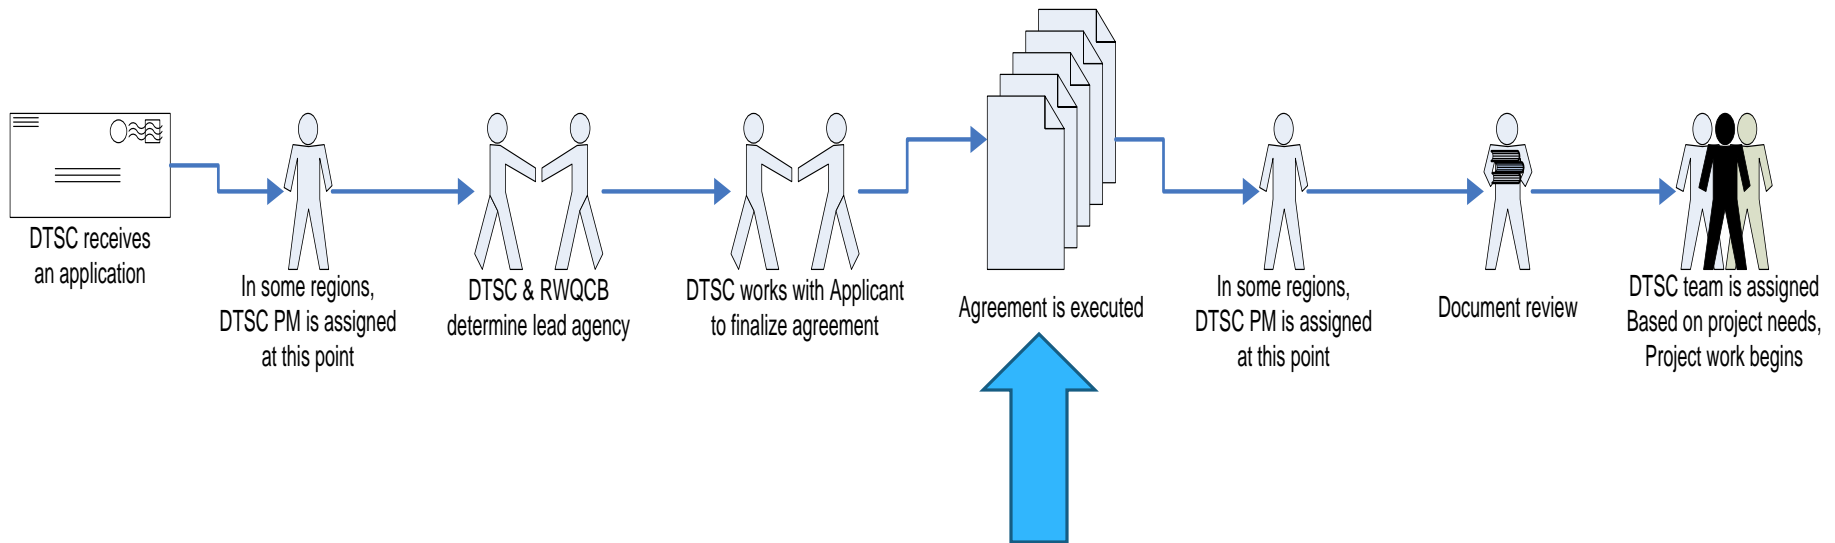 DTSC receives
an application
In some regions,
DTSC PM is assigned
at this point
DTSC & RWQCB
determine lead agency
DTSC works with Applicant
to finalize agreement
Agreement is executed
In some regions,
DTSC PM is assigned
at this point
Document review
DTSC team is assigned
Based on project needs,
Project work begins